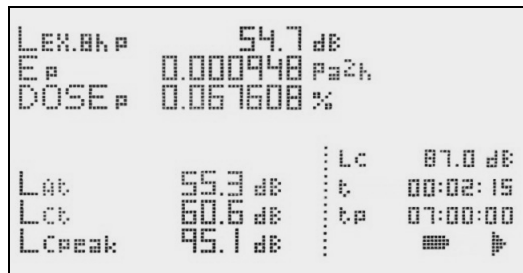 LEX.8h p 54.7 dB
Ep 0.000948 Pa2h
DOSEp 0.067608 %
Lc 87.0 dB
LAt 55.3 dB t 00:02:15
LCt 60.6 dB tp 07:00:00
LCpeak 95.1 dB